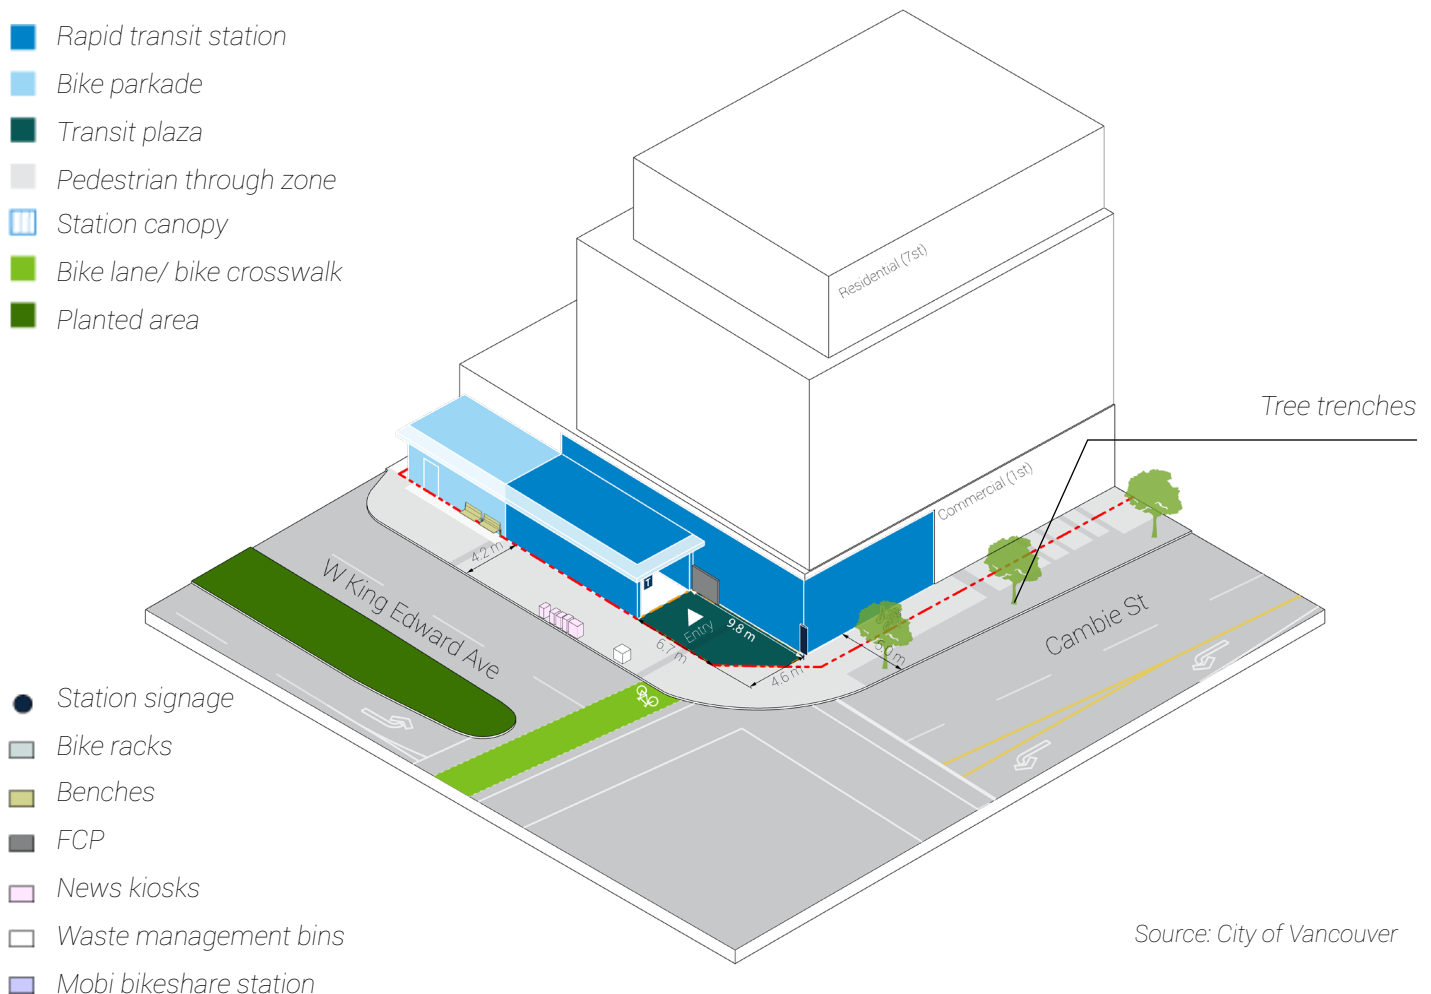 Rapid transit station
Bike parkade
Transit plaza
Pedestrian through zone
Station canopy
Bike lane/ bike crosswalk
Planted area
Residential (7st)
Tree trenches
Commercial (1st)
4.2 m
W King Edward Ave
T
Entry
9.8 m
6.7 m
4.6 m
5.0 m
Cambie St
Station signage
Bike racks
Benches
FCP
News kiosks
Waste management bins
Mobi bikeshare station
Source: City of Vancouver